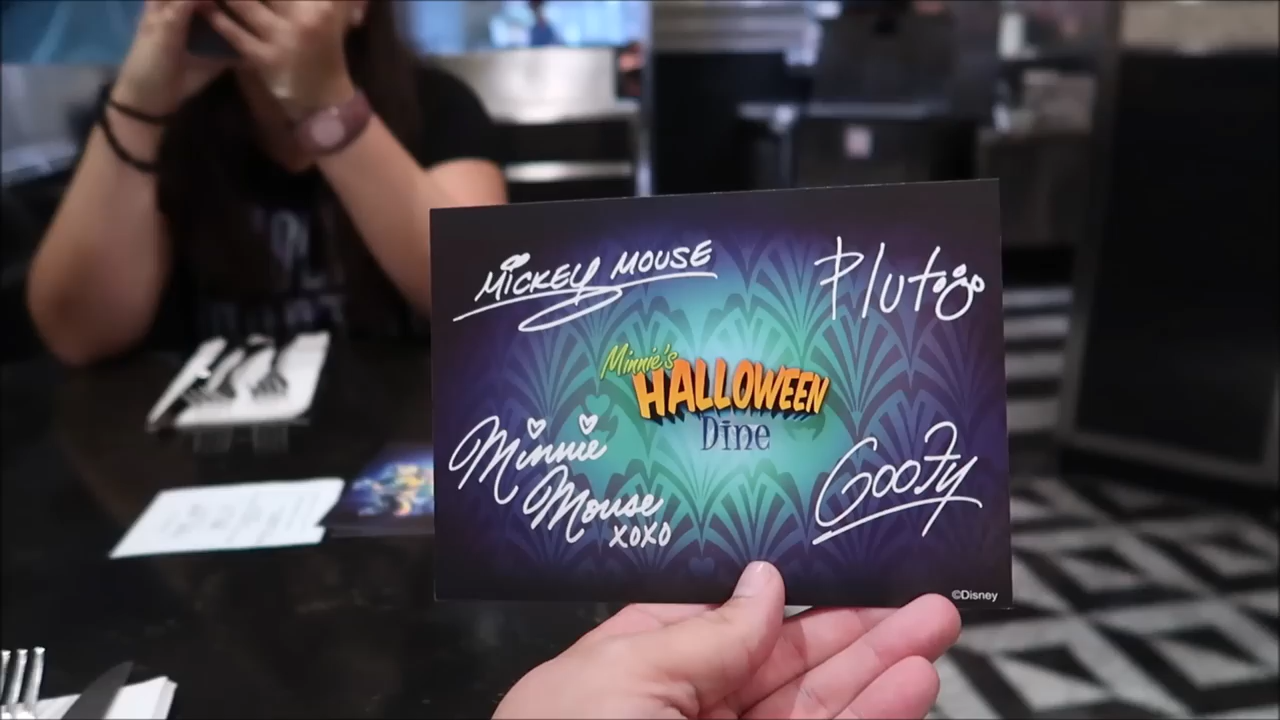 Mickey Mouse
Pluto
Minnie's
HALLOWEEN
Dine
Minnie
Mouse
xoxo
Goofy
©Disney